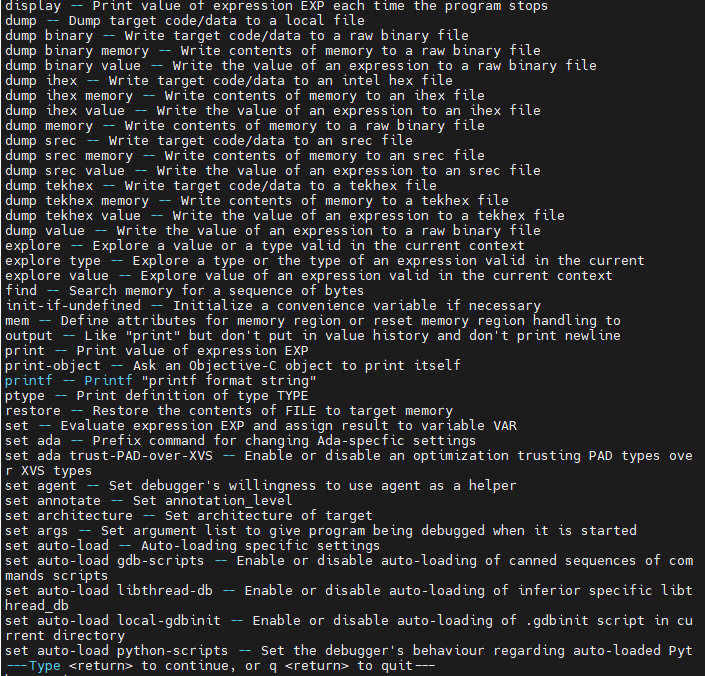 display -- Print value of expression EXP each time the program stops
dump -- Dump target code/data to a local file
dump binary -- Write target code/data to a raw binary file
dump binary memory -- Write contents of memory to a raw binary file
dump binary value -- Write the value of an expression to a raw binary file
dump ihex -- Write target code/data to an intel hex file
dump ihex memory -- Write contents of memory to an ihex file
dump ihex value -- Write the value of an expression to an ihex file
dump memory -- Write contents of memory to a raw binary file
dump srec -- Write target code/data to an srec file
dump srec memory -- Write contents of memory to an srec file
dump srec value -- Write the value of an expression to an srec file
dump tekhex -- Write target code/data to a tekhex file
dump tekhex memory -- Write contents of memory to a tekhex file
dump tekhex value -- Write the value of an expression to a tekhex file
dump value -- Write the value of an expression to a raw binary file
explore -- Explore a value or a type valid in the current context
explore type -- Explore a type or the type of an expression valid in the current
explore value -- Explore value of an expression valid in the current context
find -- Search memory for a sequence of bytes
init-if-undefined -- Initialize a convenience variable if necessary
mem -- Define attributes for memory region or reset memory region handling to
output -- Like "print" but don't put in value history and don't print newline
print -- Print value of expression EXP
print-object -- Ask an Objective-C object to print itself
printf -- Printf "printf format string"
ptype -- Print definition of type TYPE
restore -- Restore the contents of FILE to target memory
set -- Evaluate expression EXP and assign result to variable VAR
set ada -- Prefix command for changing Ada-specfic settings
set ada trust-PAD-over-XVS -- Enable or disable an optimization trusting PAD types ove
r XVS types
set agent -- Set debugger's willingness to use agent as a helper
set annotate -- Set annotation_level
set architecture -- Set architecture of target
set args -- Set argument list to give program being debugged when it is started
set auto-load -- Auto-loading specific settings
set auto-load gdb-scripts -- Enable or disable auto-loading of canned sequences of com
mands scripts
set auto-load libthread-db -- Enable or disable auto-loading of inferior specific libt
hread_db
set auto-load local-gdbinit -- Enable or disable auto-loading of .gdbinit script in cu
rrent directory
set auto-load python-scripts -- Set the debugger's behaviour regarding auto-loaded Pyt
---Type <return> to continue, or q <return> to quit---